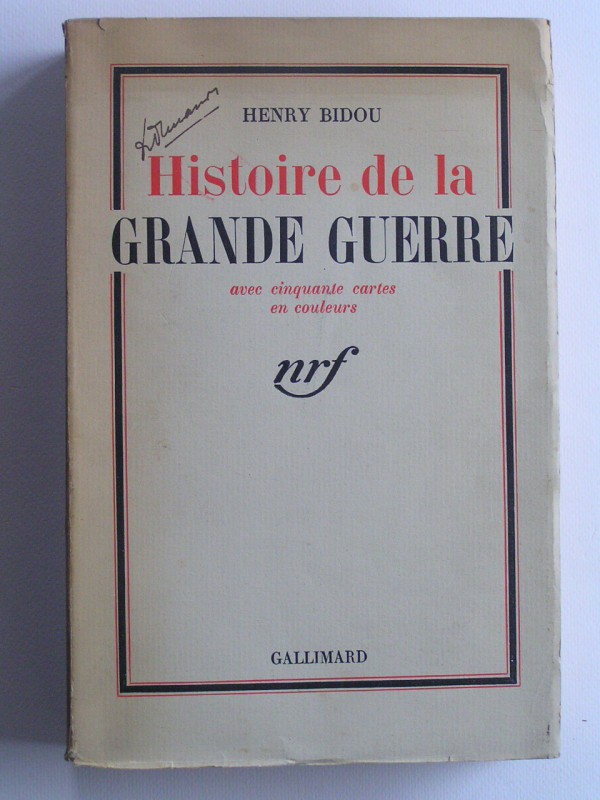 HENRY BIDOU
Histoire de la
GRANDE GUERRE
avec cinquante cartes
en couleurs
nrf
GALLIMARD